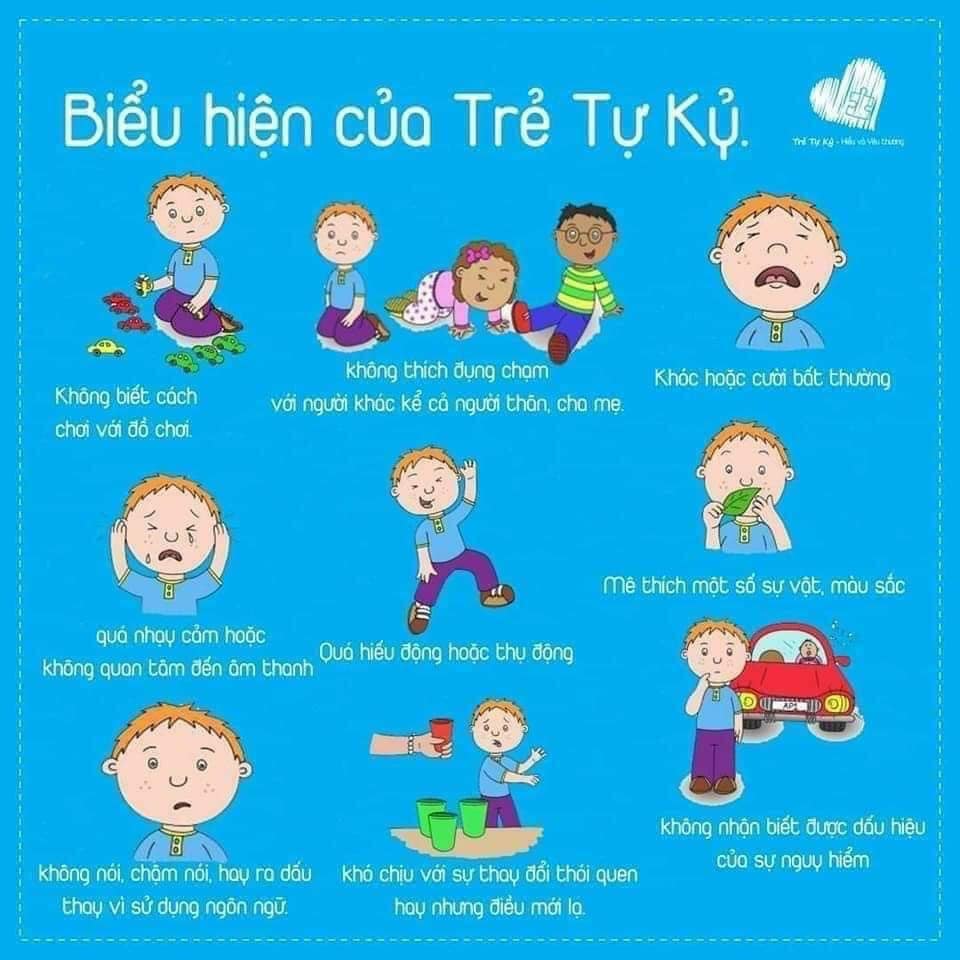 Biểu hiện của Trẻ Tự Kỷ.
Trẻ Tự Kỷ - Hiểu và Yêu thương
Không biết cách
chơi với đồ chơi.
không thích đụng chạm
với người khác kể cả người thân, cha mẹ.
Khóc hoặc cười bất thường
quá nhạy cảm hoặc
không quan tâm đến âm thanh
Quá hiếu động hoặc thụ động
Mê thích một số sự vật, màu sắc
không nói, chậm nói, hay ra dấu
thay vì sử dụng ngôn ngữ.
khó chịu với sự thay đổi thói quen
hay nhưng điều mới lạ.
AP1
không nhận biết được dấu hiệu
của sự nguy hiểm